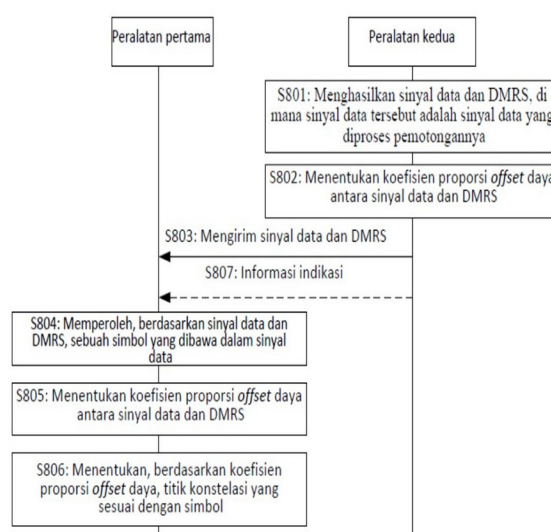 Peralatan pertama
Peralatan kedua
S801: Menghasilkan sinyal data dan DMRS, di
mana sinyal data tersebut adalah sinyal data yang
diproses pemotongannya
S802: Menentukan koefisien proporsi offset daya
antara sinyal data dan DMRS
S803: Mengirim sinyal data dan DMRS
S807: Informasi indikasi
S804: Memperoleh, berdasarkan sinyal data dan
DMRS, sebuah simbol yang dibawa dalam sinyal
data
S805: Menentukan koefisien proporsi offset daya
antara sinyal data dan DMRS
S806: Menentukan, berdasarkan koefisien
proporsi offset daya, titik konstelasi yang
sesuai dengan simbol